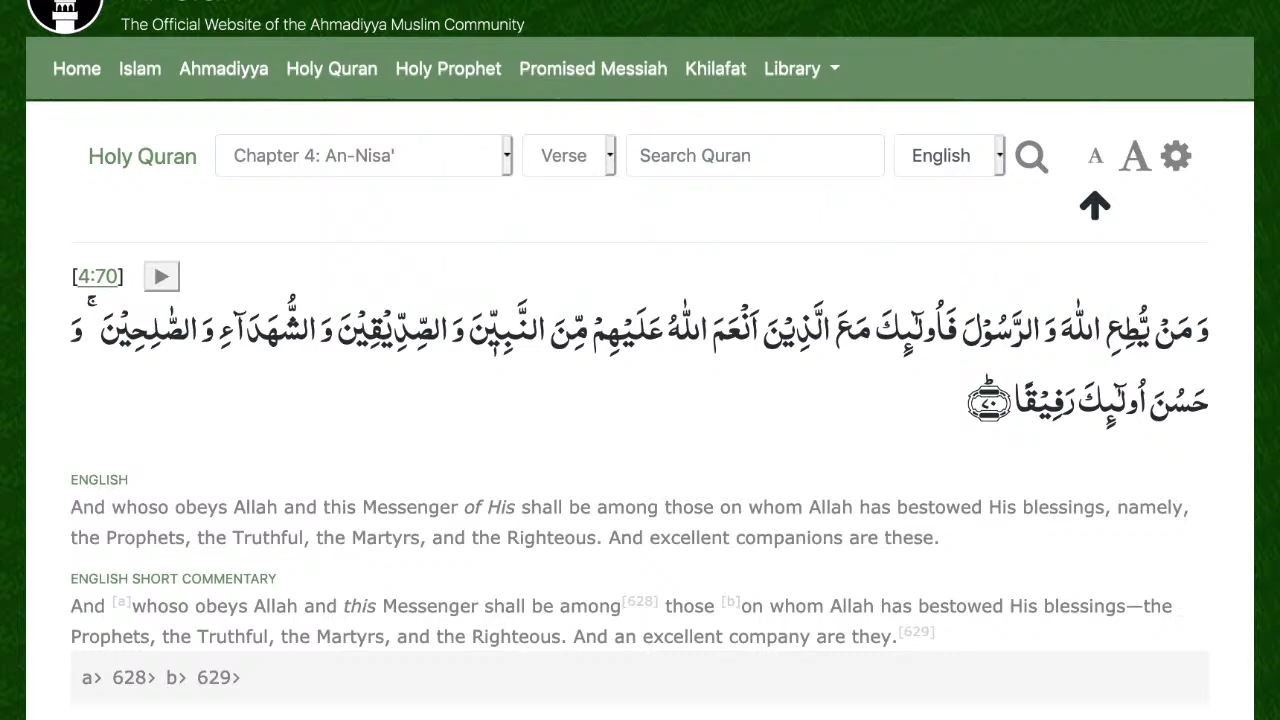 The Official Website of the Ahmadiyya Muslim Community
Home Islam Ahmadiyya Holy Quran Holy Prophet Promised Messiah Khilafat Library
Holy Quran Chapter 4: An-Nisa' Verse Search Quran English A A
[4:70]
وَ مَنۡ یُّطِعِ اللّٰہَ وَ الرَّسُوۡلَ فَاُولٰٓئِکَ مَعَ الَّذِیۡنَ اَنۡعَمَ اللّٰہُ عَلَیۡہِمۡ مِّنَ النَّبِیّٖنَ وَ الصِّدِّیۡقِیۡنَ وَ الشُّہَدَآءِ وَ الصّٰلِحِیۡنَ ۚ وَ
حَسُنَ اُولٰٓئِکَ رَفِیۡقًا ﴿ؕ۷۰﴾
ENGLISH
And whoso obeys Allah and this Messenger of His shall be among those on whom Allah has bestowed His blessings, namely,
the Prophets, the Truthful, the Martyrs, and the Righteous. And excellent companions are these.
ENGLISH SHORT COMMENTARY
And [a]whoso obeys Allah and this Messenger shall be among[628] those [b]on whom Allah has bestowed His blessings—the
Prophets, the Truthful, the Martyrs, and the Righteous. And an excellent company are they.[629]
a> 628> b> 629>